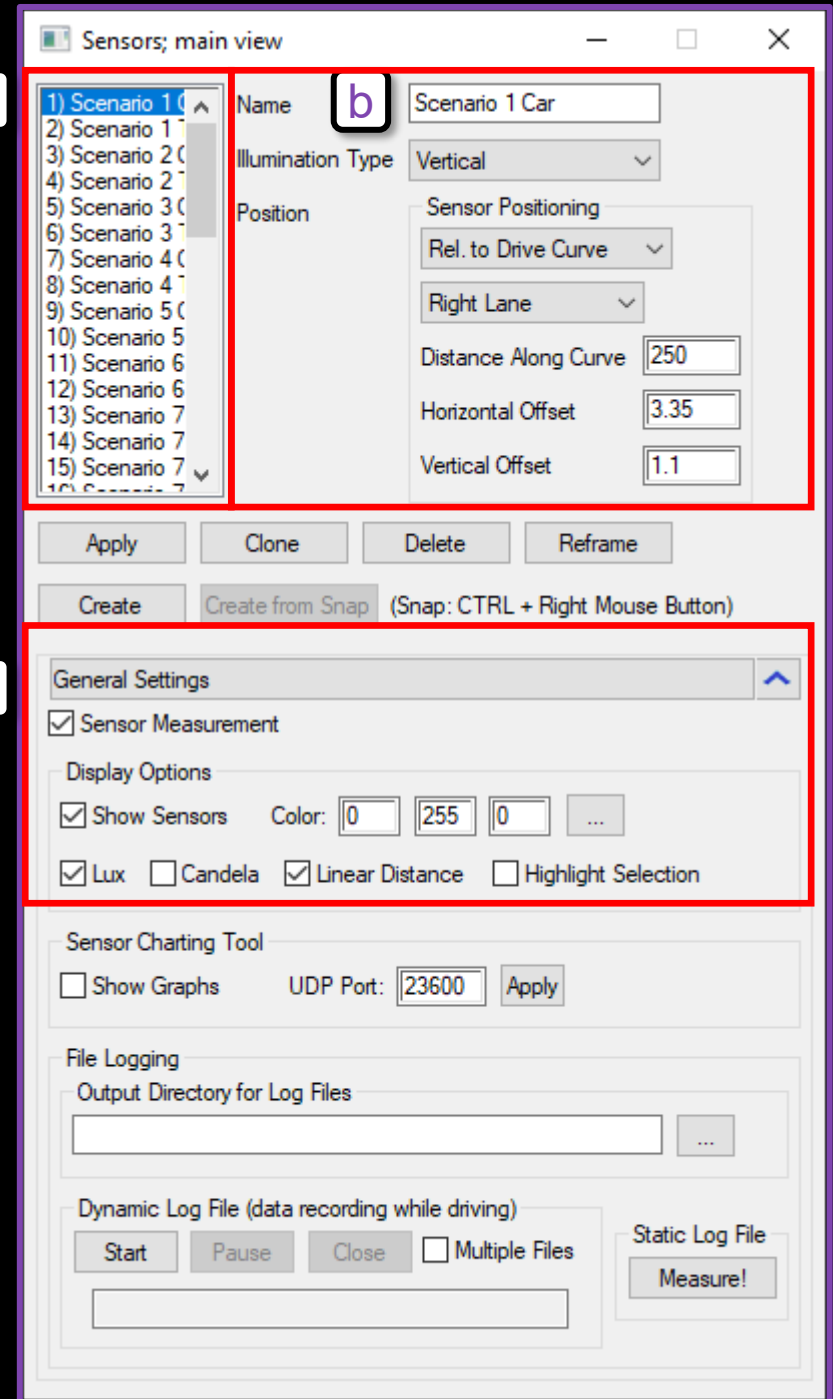 Sensors; main view
1) Scenario 1 C
2) Scenario 1 T
3) Scenario 2 C
4) Scenario 2 T
5) Scenario 3 C
6) Scenario 3 T
7) Scenario 4 C
8) Scenario 4 T
9) Scenario 5 C
10) Scenario 5
11) Scenario 6
12) Scenario 6
13) Scenario 7
14) Scenario 7
15) Scenario 7
16) Scenario 7
Name b Scenario 1 Car
Illumination Type Vertical
Position Sensor Positioning
Rel. to Drive Curve
Right Lane
Distance Along Curve 250
Horizontal Offset 3.35
Vertical Offset 1.1
Apply Clone Delete Reframe
Create Create from Snap (Snap: CTRL + Right Mouse Button)
General Settings
Sensor Measurement
Display Options
Show Sensors Color: 0 255 0 ...
Lux Candela Linear Distance Highlight Selection
Sensor Charting Tool
Show Graphs UDP Port: 23600 Apply
File Logging
Output Directory for Log Files
...
Dynamic Log File (data recording while driving)
Start Pause Close Multiple Files
Static Log File
Measure!